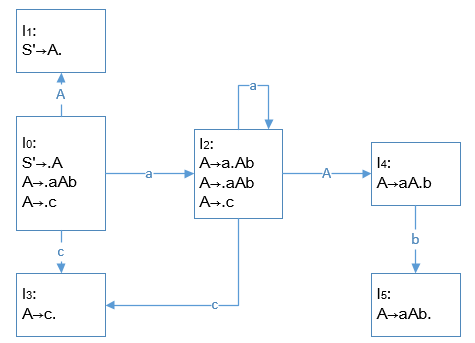 I1:
S'→A.
A
I0:
S'→.A
A→.aAb
A→.c
a
a
I2:
A→a.Ab
A→.aAb
A→.c
A
I4:
A→aA.b
c
b
I3:
A→c.
c
I5:
A→aAb.